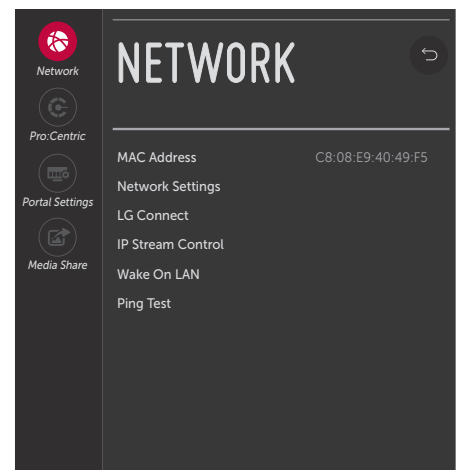 Network
Pro:Centric
Portal Settings
Media Share
NETWORK
MAC Address C8:08:E9:40:49:F5
Network Settings
LG Connect
IP Stream Control
Wake On LAN
Ping Test